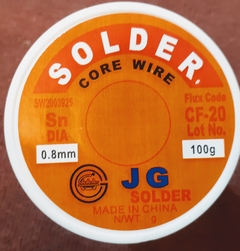 SOLDER.
CORE WIRE
SW2003025
Flux Code
Sn
CF-20
DIA
Lot No.
0.8mm
100g
JG
SOLDER
MADE IN CHINA
N/WT. g